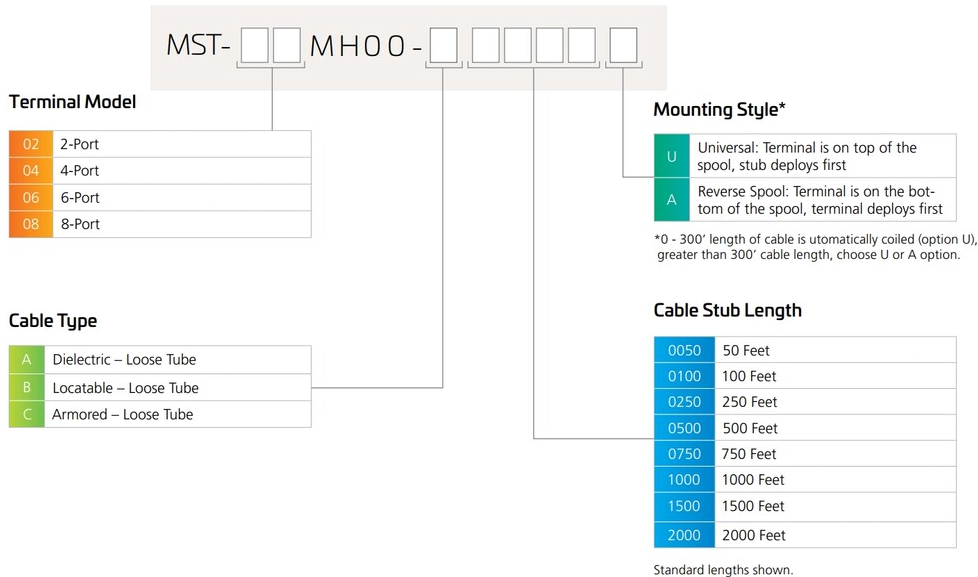 MST- MH00 -
Terminal Model
02 2-Port
04 4-Port
06 6-Port
08 8-Port
Cable Type
A Dielectric – Loose Tube
B Locatable – Loose Tube
C Armored – Loose Tube
Mounting Style*
U Universal: Terminal is on top of the
spool, stub deploys first
A Reverse Spool: Terminal is on the bot-
tom of the spool, terminal deploys first
*0 - 300’ length of cable is utomatically coiled (option U),
greater than 300’ cable length, choose U or A option.
Cable Stub Length
0050 50 Feet
0100 100 Feet
0250 250 Feet
0500 500 Feet
0750 750 Feet
1000 1000 Feet
1500 1500 Feet
2000 2000 Feet
Standard lengths shown.